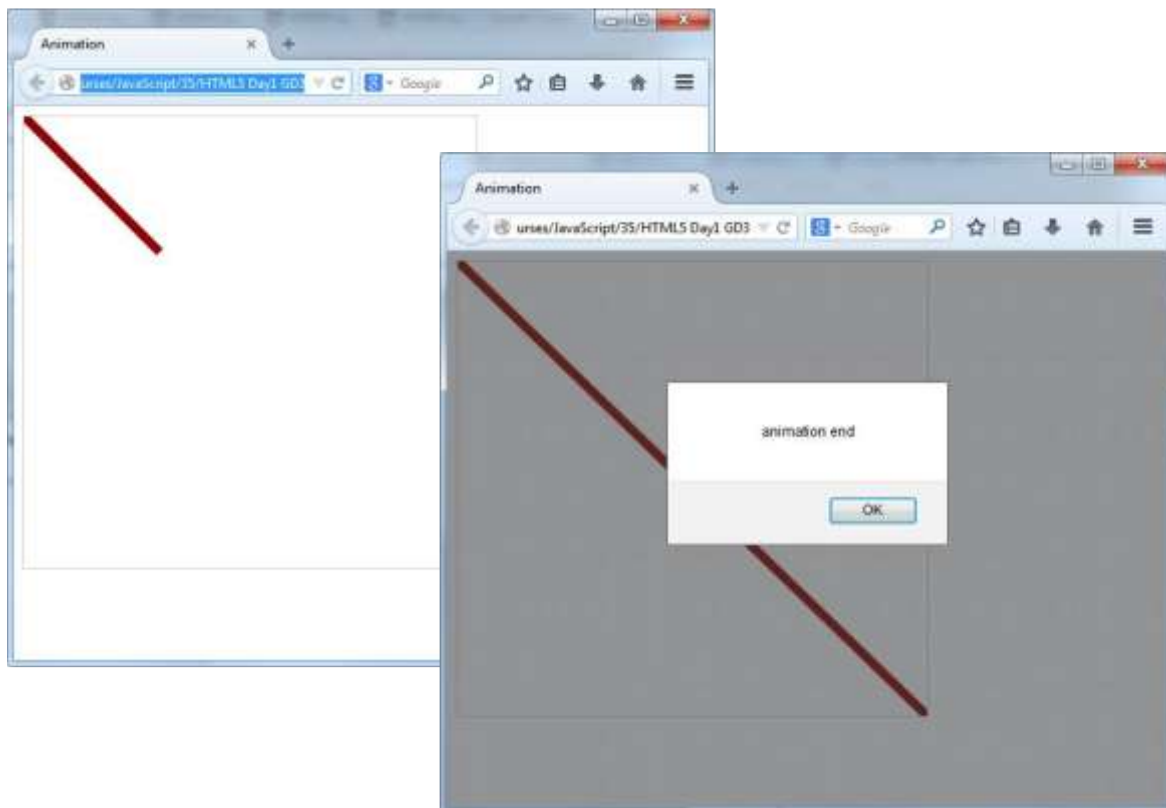 Animation
urses/JavaScript/35/HTML5 Day1 GD3
Google
Animation
urses/JavaScript/35/HTML5 Day1 GD3
Google
animation end
OK